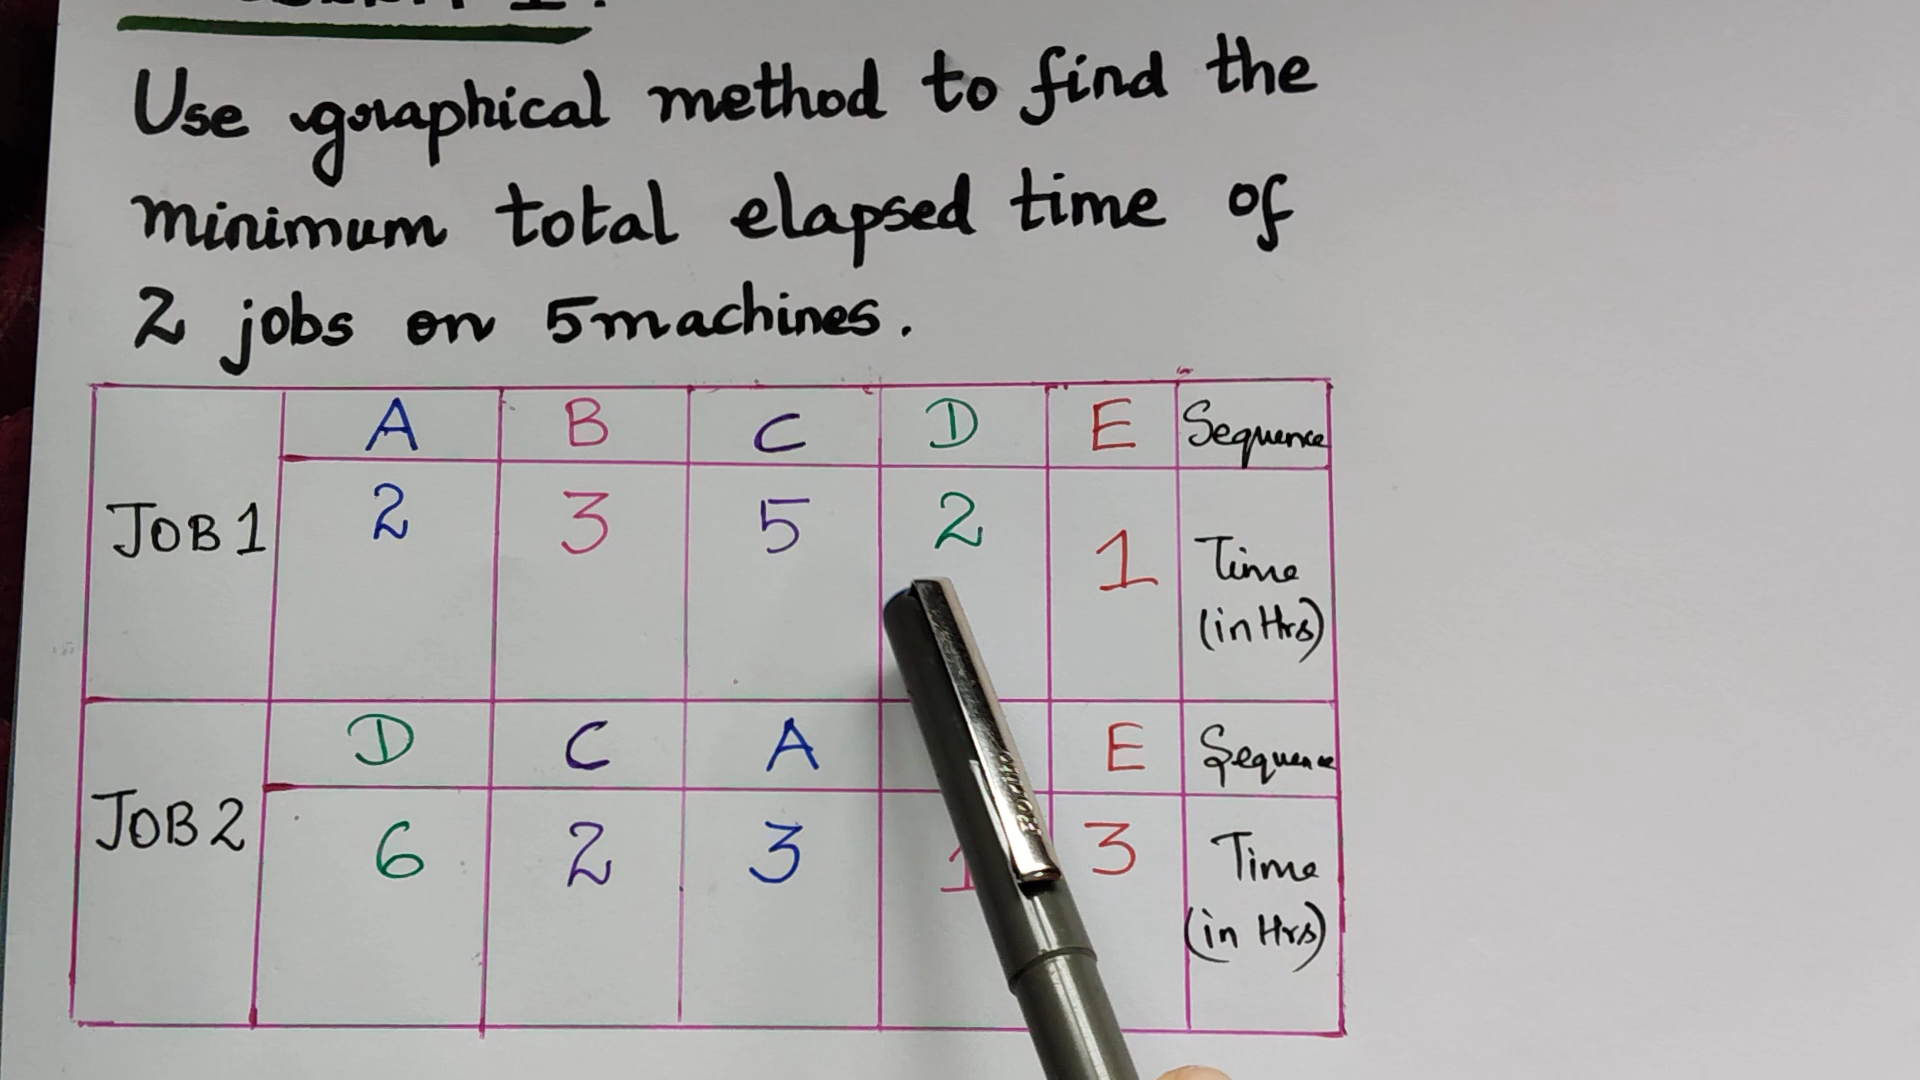 Use graphical method to find the
minimum total elapsed time of
2 jobs on 5machines.
A B C D E Sequence
JOB 1 2 3 5 2 1 Time (in Hrs)
D C A E Sequence
JOB 2 6 2 3 1 3 Time (in Hrs)